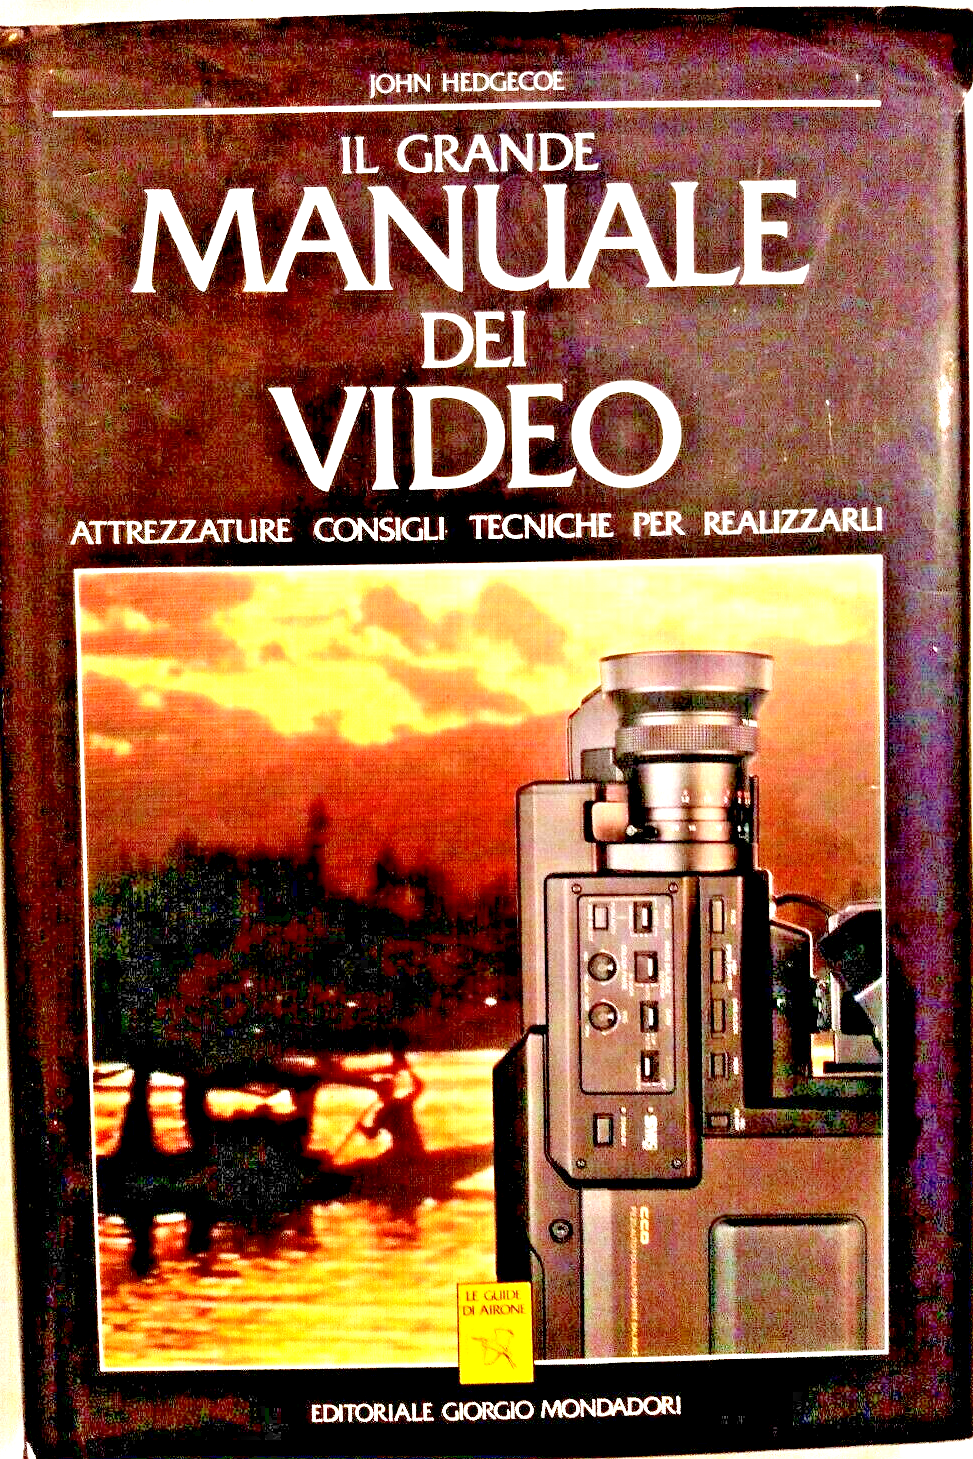 JOHN HEDGECOE
IL GRANDE
MANUALE
DEI
VIDEO
ATTREZZATURE CONSIGLI TECNICHE PER REALIZZARLI
CCD
LE GUIDE
DI AIRONE
EDITORIALE GIORGIO MONDADORI